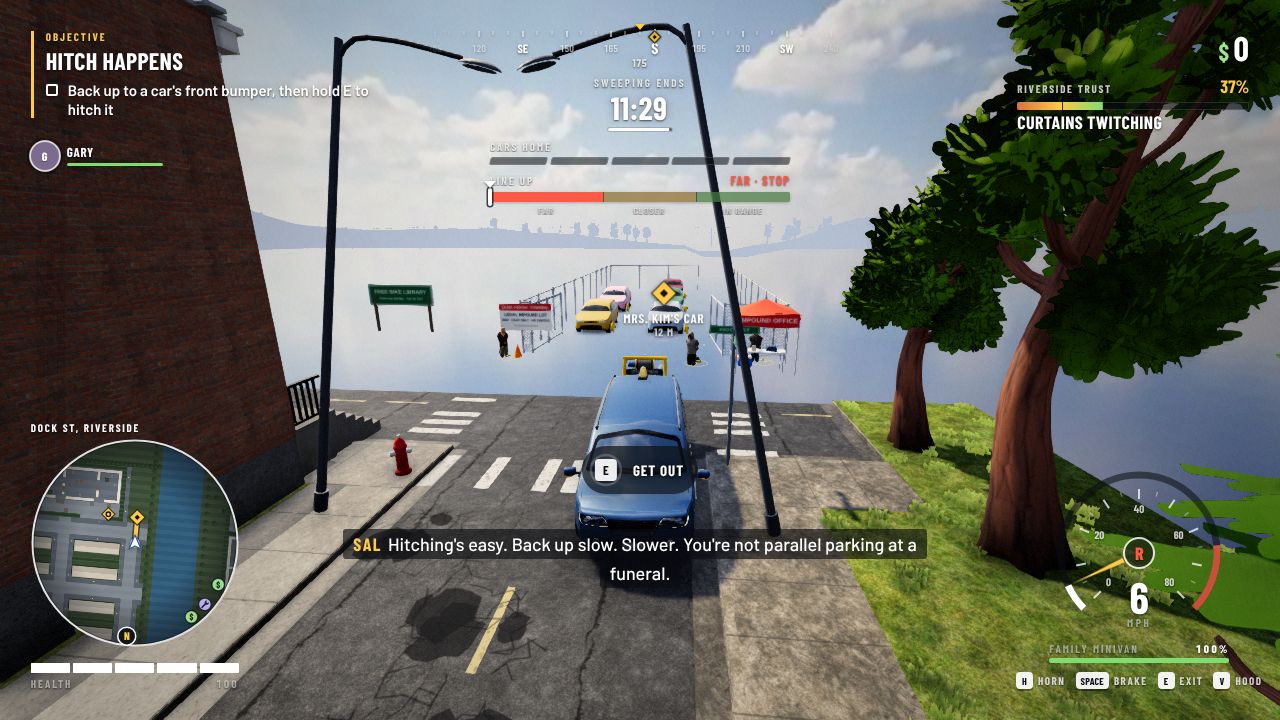 OBJECTIVE
HITCH HAPPENS
Back up to a car's front bumper, then hold E to
hitch it
G GARY
120 SE 150 165 S 195 210 SW 240
175
SWEEPING ENDS
11:29
CARS HOME
LINE UP FAR · STOP
FAR CLOSER IN RANGE
$0
RIVERSIDE TRUST 37%
CURTAINS TWITCHING
FREE BIKE LIBRARY
MRS. KIM'S CAR
12 M
IMPOUND OFFICE
E GET OUT
SAL Hitching's easy. Back up slow. Slower. You're not parallel parking at a
funeral.
DOCK ST, RIVERSIDE
$
$
N
HEALTH 100
0 20 40 60 80
R
6
MPH
FAMILY MINIVAN 100%
H HORN SPACE BRAKE E EXIT V HOOD